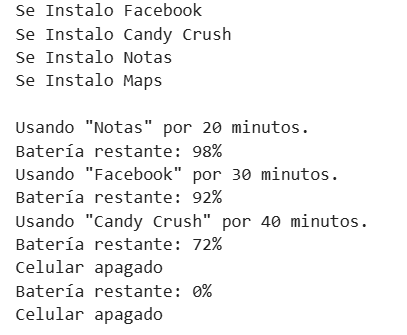 Se Instalo Facebook
Se Instalo Candy Crush
Se Instalo Notas
Se Instalo Maps
Usando "Notas" por 20 minutos.
Batería restante: 98%
Usando "Facebook" por 30 minutos.
Batería restante: 92%
Usando "Candy Crush" por 40 minutos.
Batería restante: 72%
Celular apagado
Batería restante: 0%
Celular apagado